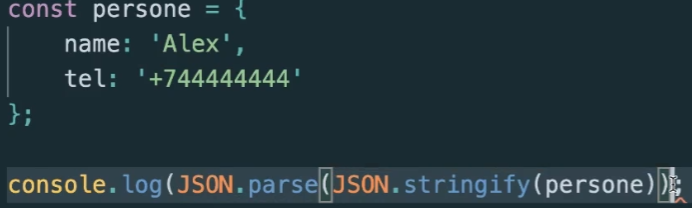 const persone = {
name: 'Alex',
tel: '+744444444'
};
console.log(JSON.parse(JSON.stringify(persone));